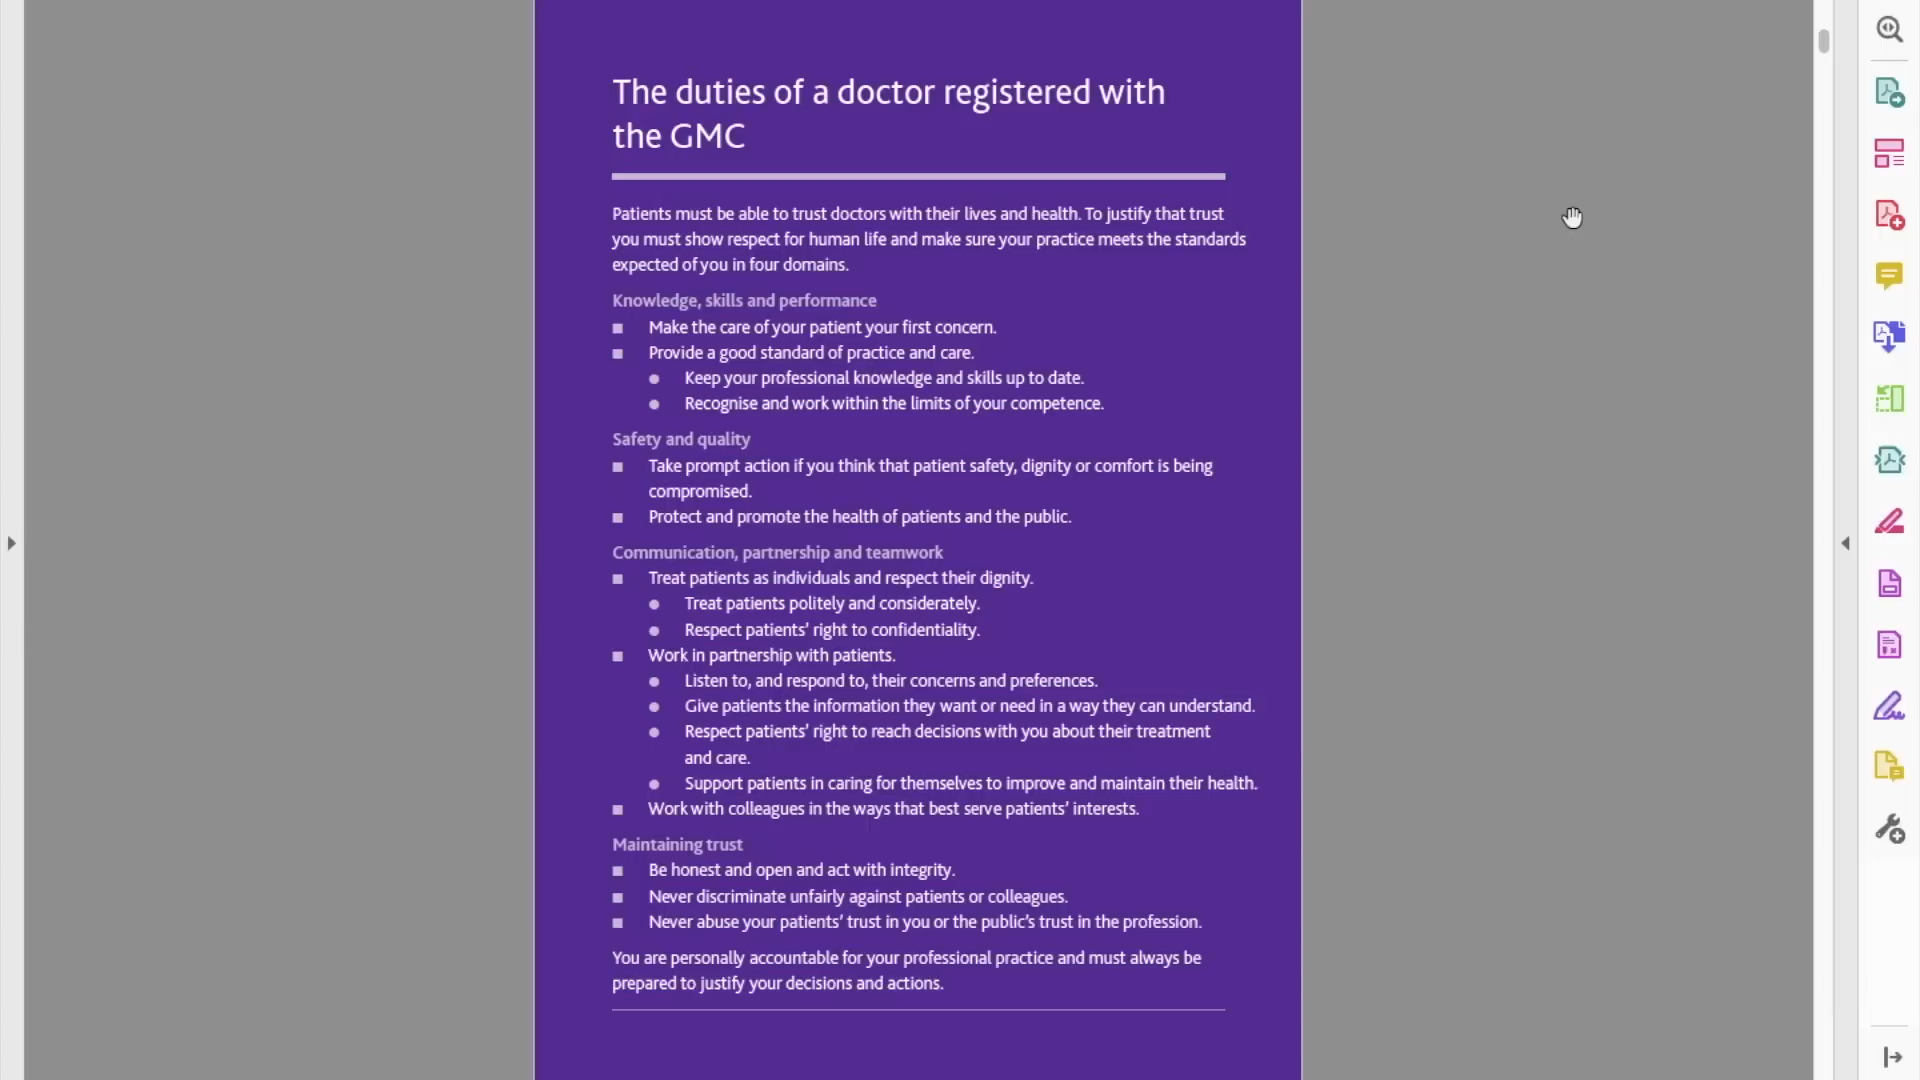 The duties of a doctor registered with
the GMC
Patients must be able to trust doctors with their lives and health. To justify that trust
you must show respect for human life and make sure your practice meets the standards
expected of you in four domains.
Knowledge, skills and performance
■ Make the care of your patient your first concern.
■ Provide a good standard of practice and care.
● Keep your professional knowledge and skills up to date.
● Recognise and work within the limits of your competence.
Safety and quality
■ Take prompt action if you think that patient safety, dignity or comfort is being
compromised.
■ Protect and promote the health of patients and the public.
Communication, partnership and teamwork
■ Treat patients as individuals and respect their dignity.
● Treat patients politely and considerately.
● Respect patients’ right to confidentiality.
■ Work in partnership with patients.
● Listen to, and respond to, their concerns and preferences.
● Give patients the information they want or need in a way they can understand.
● Respect patients’ right to reach decisions with you about their treatment
and care.
● Support patients in caring for themselves to improve and maintain their health.
■ Work with colleagues in the ways that best serve patients’ interests.
Maintaining trust
■ Be honest and open and act with integrity.
■ Never discriminate unfairly against patients or colleagues.
■ Never abuse your patients’ trust in you or the public’s trust in the profession.
You are personally accountable for your professional practice and must always be
prepared to justify your decisions and actions.